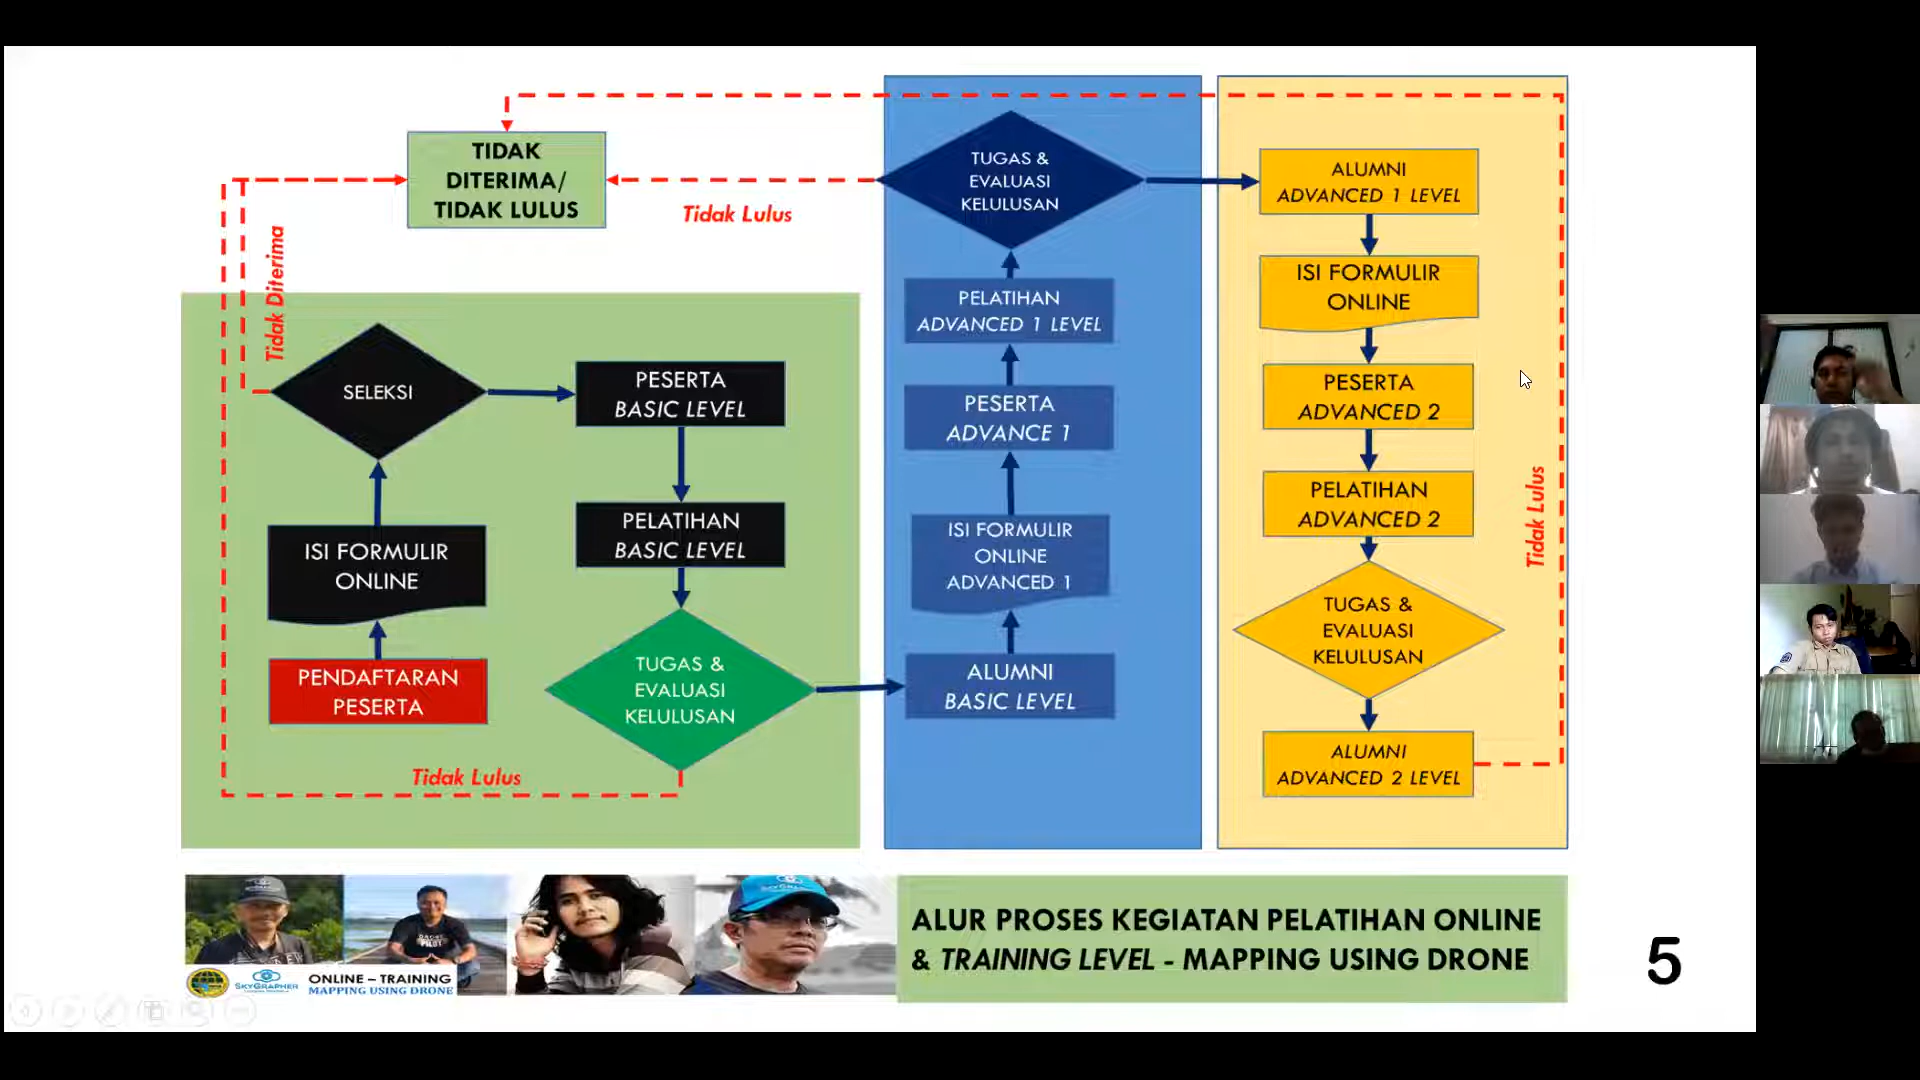 TIDAK
DITERIMA/
TIDAK LULUS
Tidak Lulus
Tidak Diterima
SELEKSI
ISI FORMULIR
ONLINE
PENDAFTARAN
PESERTA
PESERTA
BASIC LEVEL
PELATIHAN
BASIC LEVEL
TUGAS &
EVALUASI
KELULUSAN
Tidak Lulus
TUGAS &
EVALUASI
KELULUSAN
PELATIHAN
ADVANCED 1 LEVEL
PESERTA
ADVANCE 1
ISI FORMULIR
ONLINE
ADVANCED 1
ALUMNI
BASIC LEVEL
ALUMNI
ADVANCED 1 LEVEL
ISI FORMULIR
ONLINE
PESERTA
ADVANCED 2
PELATIHAN
ADVANCED 2
TUGAS &
EVALUASI
KELULUSAN
ALUMNI
ADVANCED 2 LEVEL
Tidak Lulus
SKYGRAPHER
ONLINE – TRAINING
MAPPING USING DRONE
ALUR PROSES KEGIATAN PELATIHAN ONLINE
& TRAINING LEVEL - MAPPING USING DRONE
5